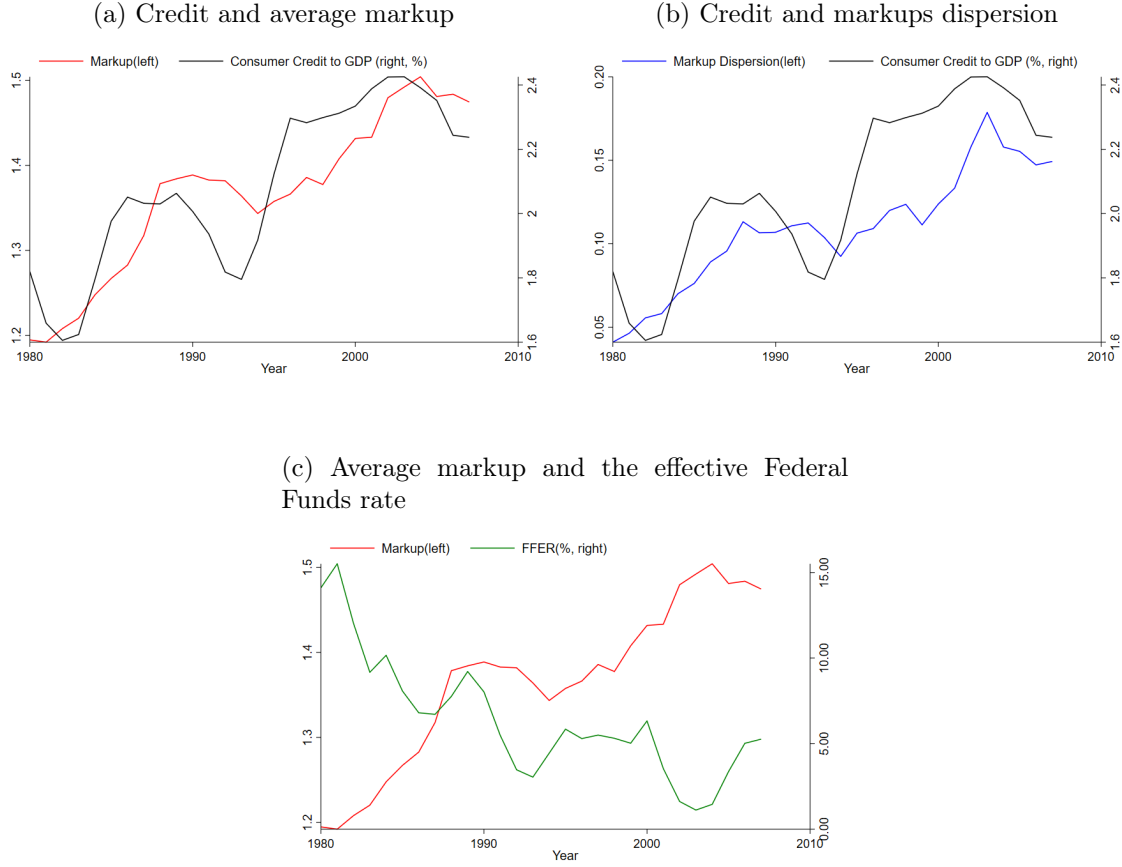 (a) Credit and average markup
Markup(left) Consumer Credit to GDP (right, %)
1.5
1.4
1.3
1.2
2.4
2.2
2
1.8
1.6
1980 1990 2000 2010
Year
(b) Credit and markups dispersion
Markup Dispersion(left) Consumer Credit to GDP (%, right)
0.20
0.15
0.10
0.05
2.4
2.2
2.0
1.8
1.6
1980 1990 2000 2010
Year
(c) Average markup and the effective Federal
Funds rate
Markup(left) FFER(%, right)
1.5
1.4
1.3
1.2
15.00
10.00
5.00
0.00
1980 1990 2000 2010
Year